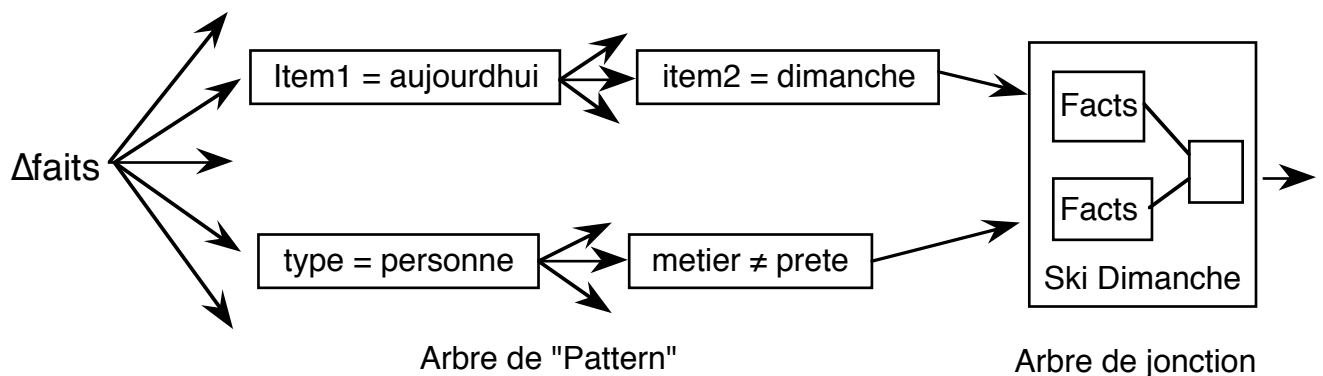 Item1 = aujourdhui
item2 = dimanche
Facts
Δfaits
Facts
type = personne
metier ≠ prete
Ski Dimanche
Arbre de "Pattern"
Arbre de jonction